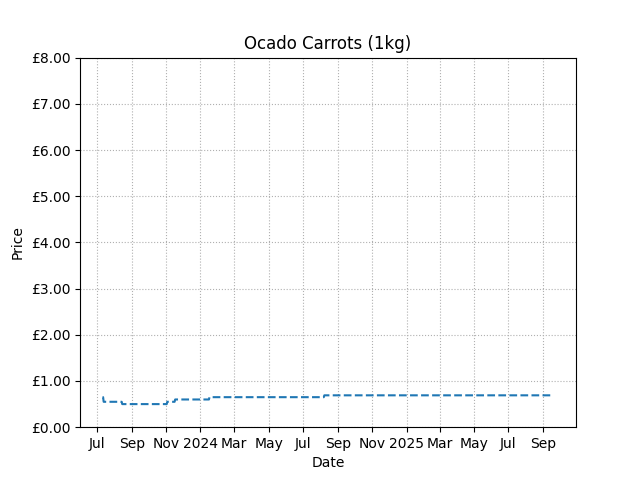 Ocado Carrots (1kg)
£8.00
£7.00
£6.00
£5.00
£4.00
£3.00
£2.00
£1.00
£0.00
Price
Jul Sep Nov 2024 Mar May Jul Sep Nov 2025 Mar May Jul Sep
Date